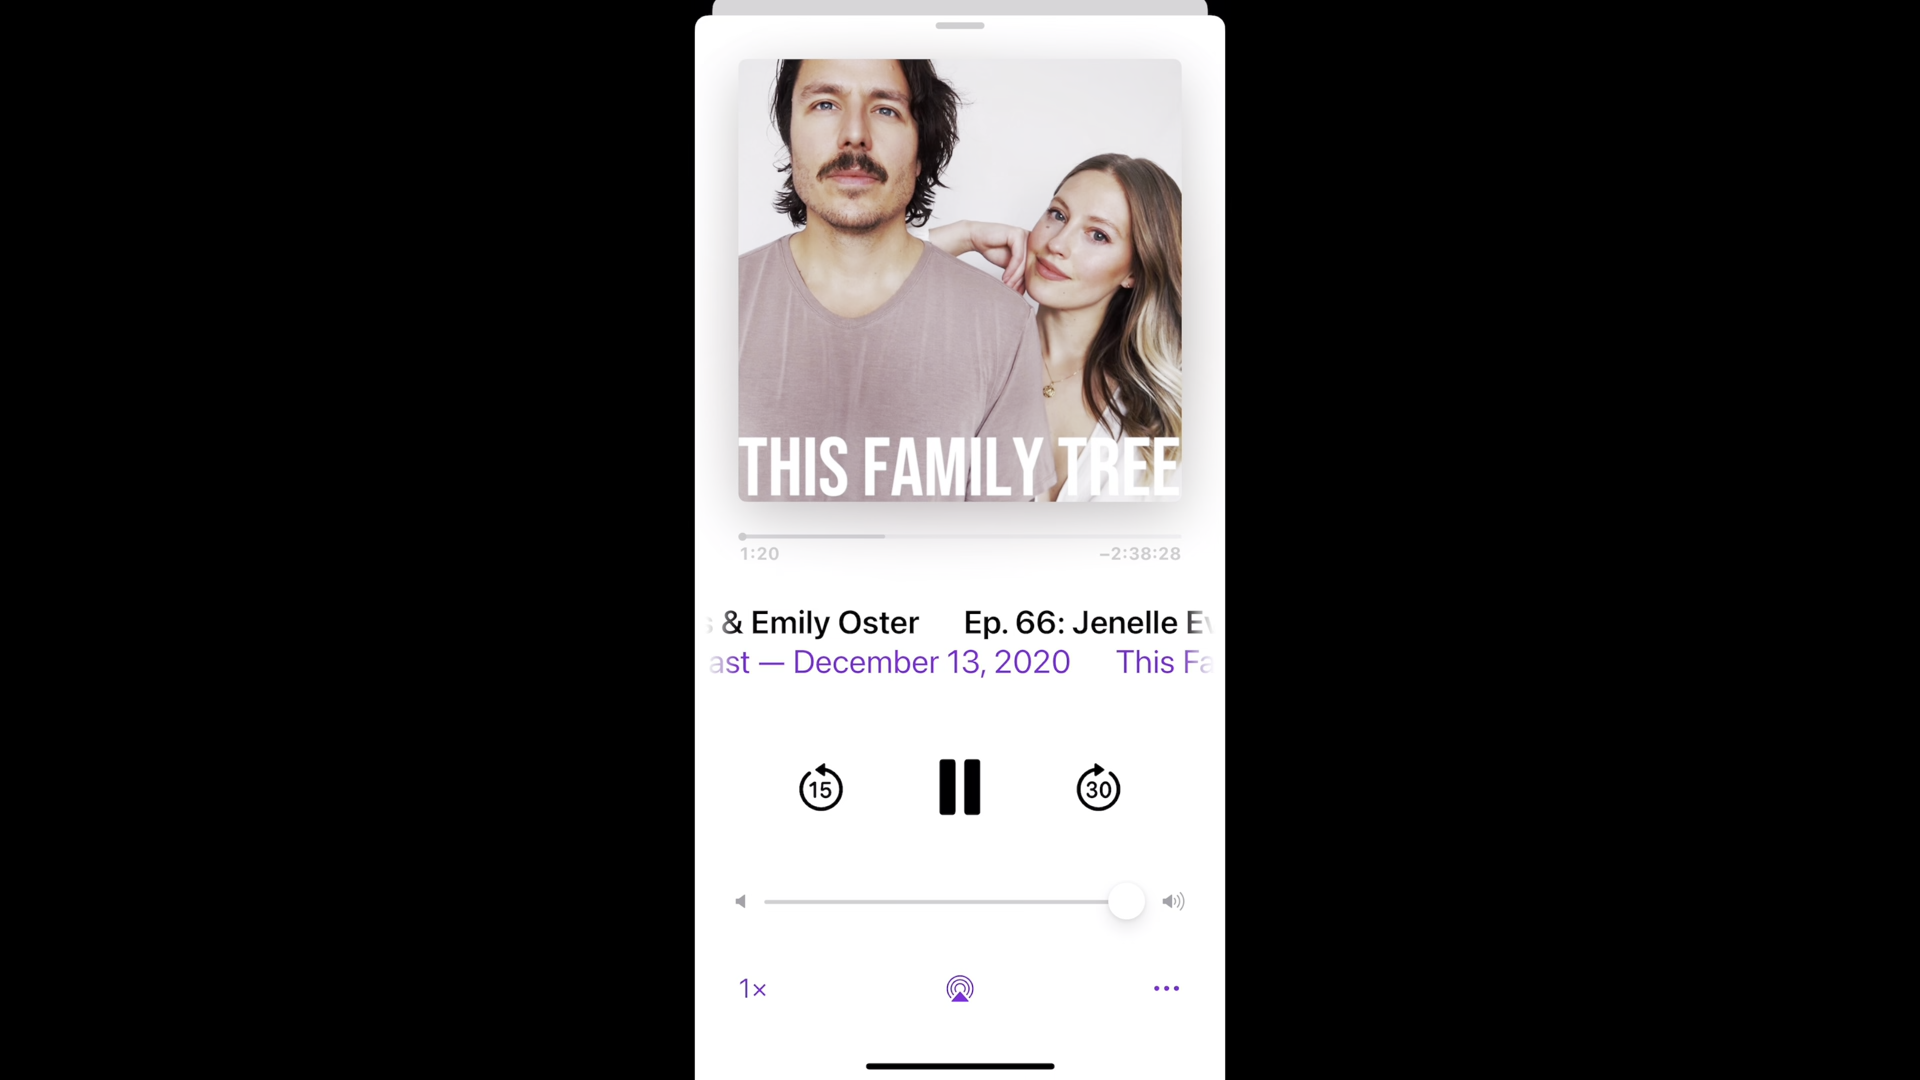 THIS FAMILY TREE
1:20
–2:38:28
& Emily Oster Ep. 66: Jenelle
ast — December 13, 2020 This Fa
15
30
1×